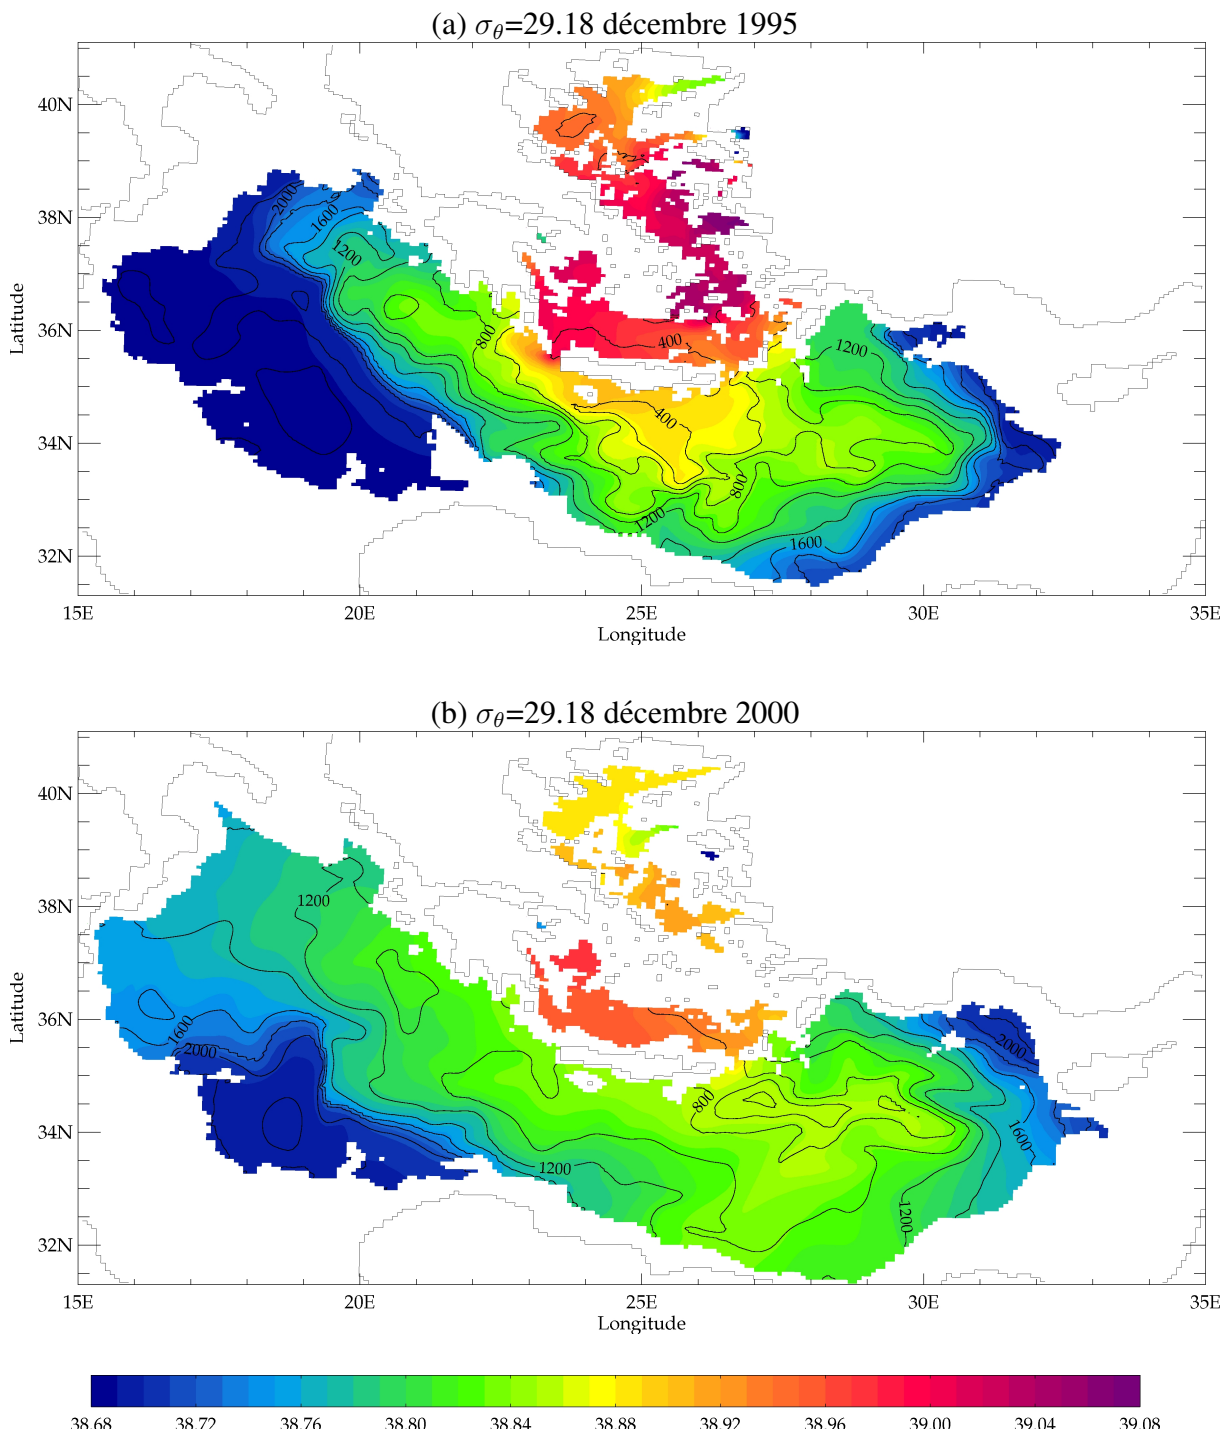 (a) σθ=29.18 décembre 1995
40N
38N
36N
34N
32N
Latitude
2000
1600
1200
800
400
400
1200
800
1200
1600
15E 20E 25E 30E 35E
Longitude
(b) σθ=29.18 décembre 2000
40N
38N
36N
34N
32N
Latitude
1200
1600
2000
2000
800
1600
1200
1200
15E 20E 25E 30E 35E
Longitude
38.68 38.72 38.76 38.80 38.84 38.88 38.92 38.96 39.00 39.04 39.08